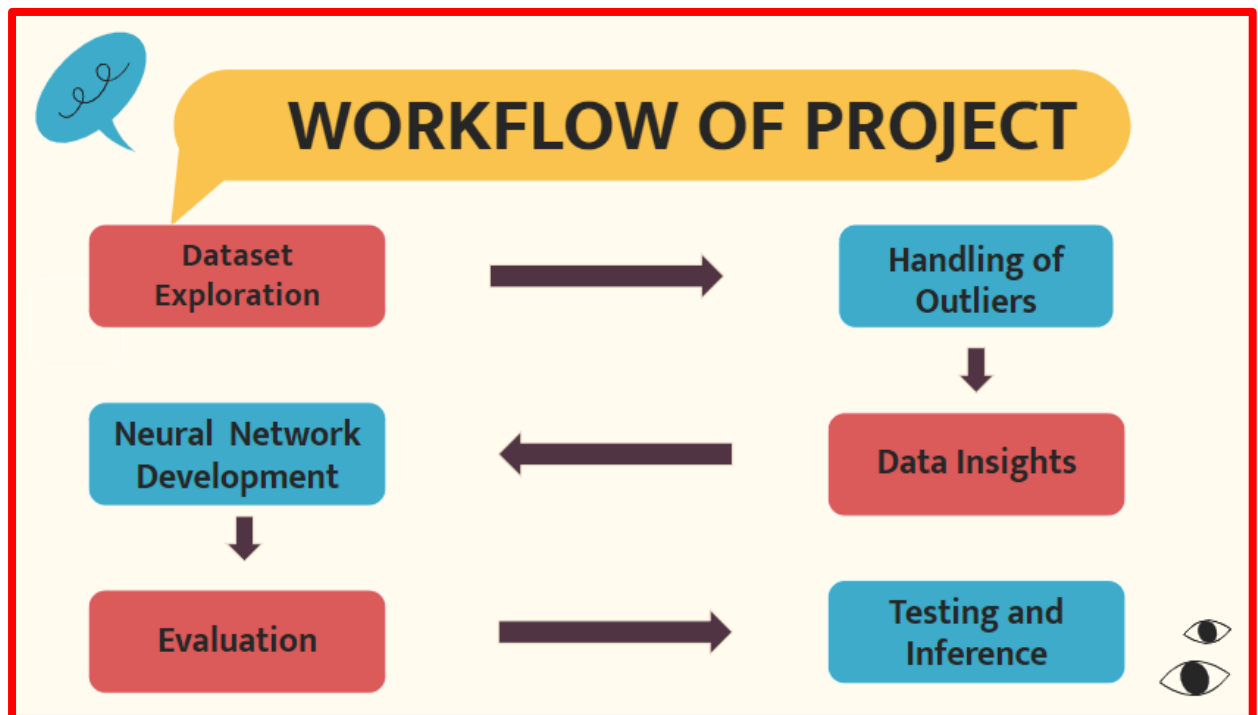 WORKFLOW OF PROJECT
Dataset
Exploration
Handling of
Outliers
Data Insights
Neural Network
Development
Evaluation
Testing and
Inference